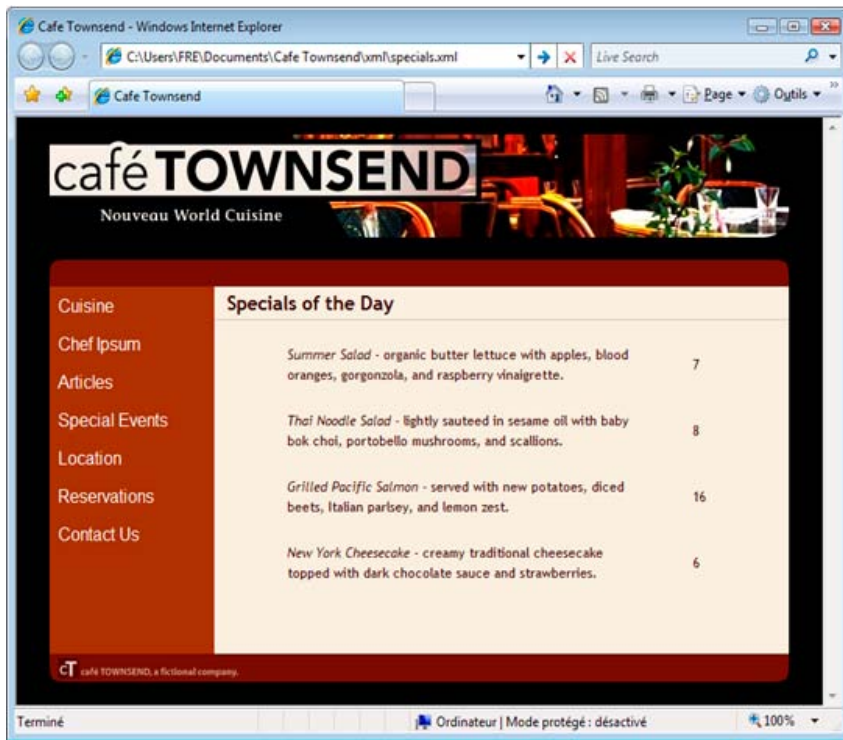 Cafe Townsend - Windows Internet Explorer
C:\Users\FRE\Documents\Cafe Townsend\xml\specials.xml
Live Search
Cafe Townsend
Page
Outils
café TOWNSEND
Nouveau World Cuisine
Cuisine
Chef Ipsum
Articles
Special Events
Location
Reservations
Contact Us
Specials of the Day
Summer Salad - organic butter lettuce with apples, blood
oranges, gorgonzola, and raspberry vinaigrette.
7
Thai Noodle Salad - lightly sauteed in sesame oil with baby
bok choi, portobello mushrooms, and scallions.
8
Grilled Pacific Salmon - served with new potatoes, diced
beets, Italian parlsey, and lemon zest.
16
New York Cheesecake - creamy traditional cheesecake
topped with dark chocolate sauce and strawberries.
6
cT café TOWNSEND, a fictional company.
Terminé
Ordinateur | Mode protégé : désactivé
100%